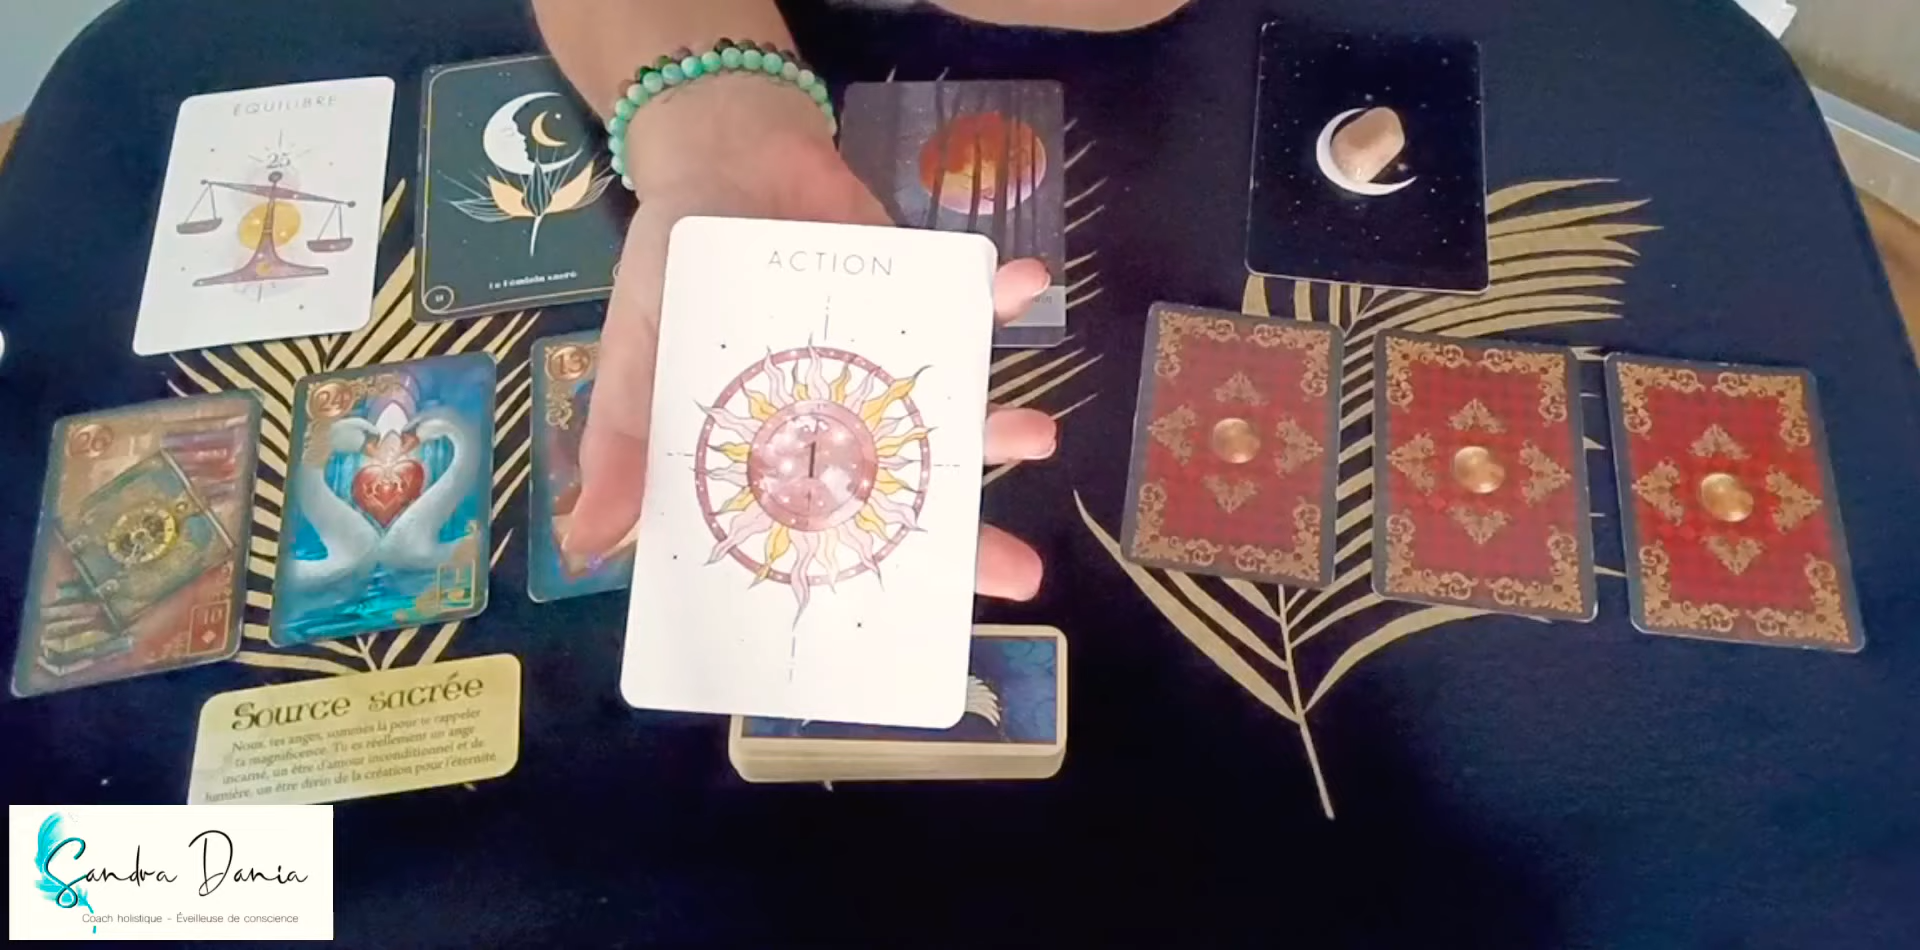 ÉQUILIBRE
25
Le Féminin sacré
ACTION
1
26
24
15
10
Source sacrée
Nous, tes anges, sommes là pour te rappeler
ta magnificence. Tu es réellement un ange
incarné, un être d'amour inconditionnel et de
lumière, un être divin de la création pour l'éternité
Sandra Dania
Coach holistique - Éveilleuse de conscience